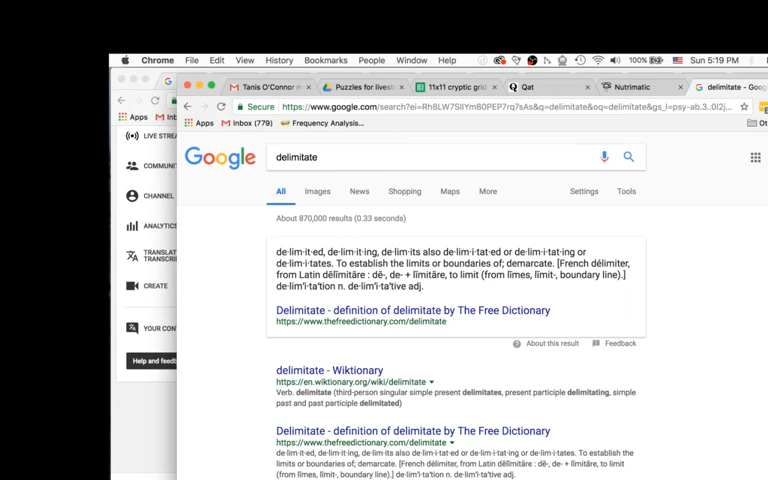 Chrome File Edit View History Bookmarks People Window Help 100% Sun 5:19 PM
Tanis O'Connor Puzzles for livest 11x11 cryptic grid Qat Nutrimatic delimitate - Goo
Secure https://www.google.com/search?ei=Rh8LW7SIIYm80PEP7rq7sAs&q=delimitate&oq=delimitate&gs_l=psy-ab.3..0l2j...
Apps Inbox (779) Frequency Analysis... Ot
Apps Inb
LIVE STREA
COMMUNI
CHANNEL
ANALYTICS
TRANSLAT
TRANSCRIP
CREATE
YOUR CONT
Help and feedb
Google delimitate
All Images News Shopping Maps More Settings Tools
About 870,000 results (0.33 seconds)
de·lim·it·ed, de·lim·it·ing, de·lim·its also de·lim·i·tat·ed or de·lim·i·tat·ing or
de·lim·i·tates. To establish the limits or boundaries of; demarcate. [French délimiter,
from Latin dēlīmitāre : dē-, de- + līmitāre, to limit (from līmes, līmit-, boundary line).]
de·lim′i·ta′tion n. de·lim′i·ta′tive adj.
Delimitate - definition of delimitate by The Free Dictionary
https://www.thefreedictionary.com/delimitate
About this result Feedback
delimitate - Wiktionary
https://en.wiktionary.org/wiki/delimitate
Verb. delimitate (third-person singular simple present delimitates, present participle delimitating, simple
past and past participle delimitated)
Delimitate - definition of delimitate by The Free Dictionary
https://www.thefreedictionary.com/delimitate
de·lim·it·ed, de·lim·it·ing, de·lim·its also de·lim·i·tat·ed or de·lim·i·tat·ing or de·lim·i·tates. To establish the
limits or boundaries of; demarcate. [French délimiter, from Latin dēlīmitāre : dē-, de- + līmitāre, to limit
(from līmes, līmit-, boundary line).] de·lim′i·ta′tion n. de·lim′i·ta′tive adj.